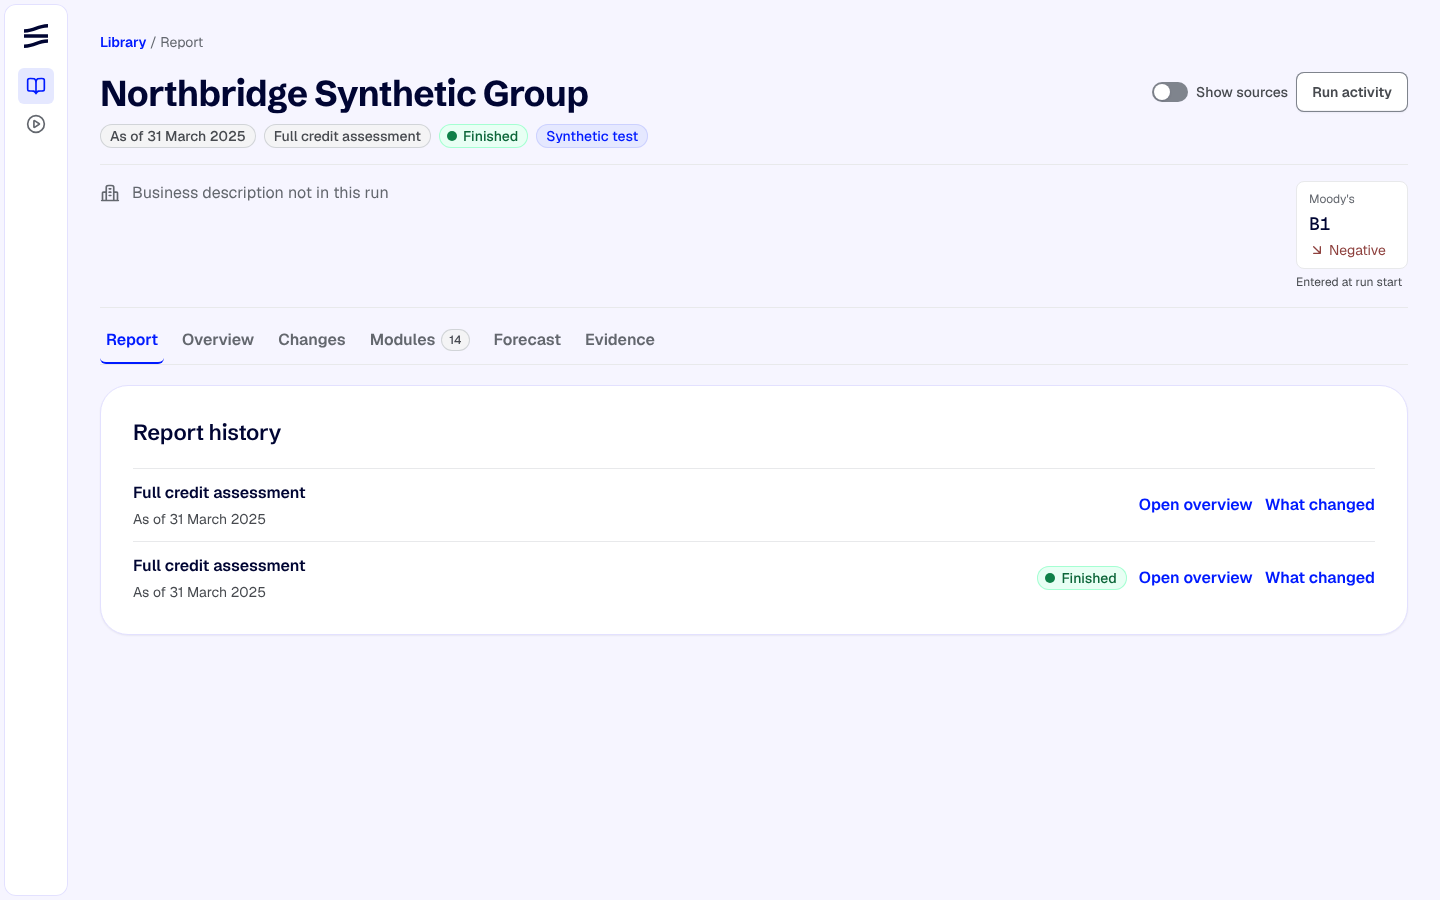 Library / Report
Northbridge Synthetic Group
Show sources
Run activity
As of 31 March 2025
Full credit assessment
Finished
Synthetic test
Business description not in this run
Moody's
B1
Negative
Entered at run start
Report
Overview
Changes
Modules 14
Forecast
Evidence
Report history
Full credit assessment
As of 31 March 2025
Open overview
What changed
Full credit assessment
As of 31 March 2025
Finished
Open overview
What changed